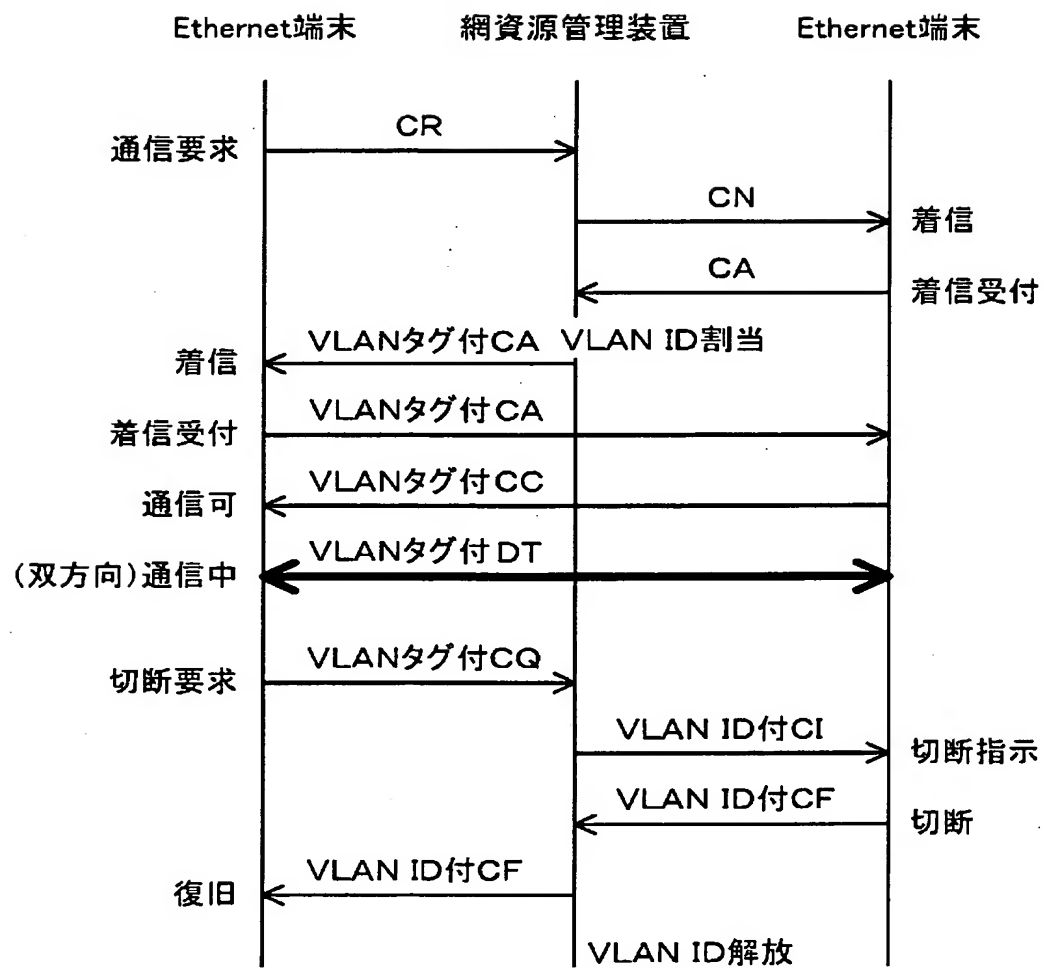 Ethernet端末
網資源管理装置
Ethernet端末
通信要求
CR
CN
着信
CA
着信受付
VLANタグ付CA
VLAN ID割当
着信
VLANタグ付CA
着信受付
VLANタグ付CC
通信可
VLANタグ付DT
(双方向)通信中
VLANタグ付CQ
切断要求
VLAN ID付CI
切断指示
VLAN ID付CF
切断
VLAN ID付CF
復旧
VLAN ID解放